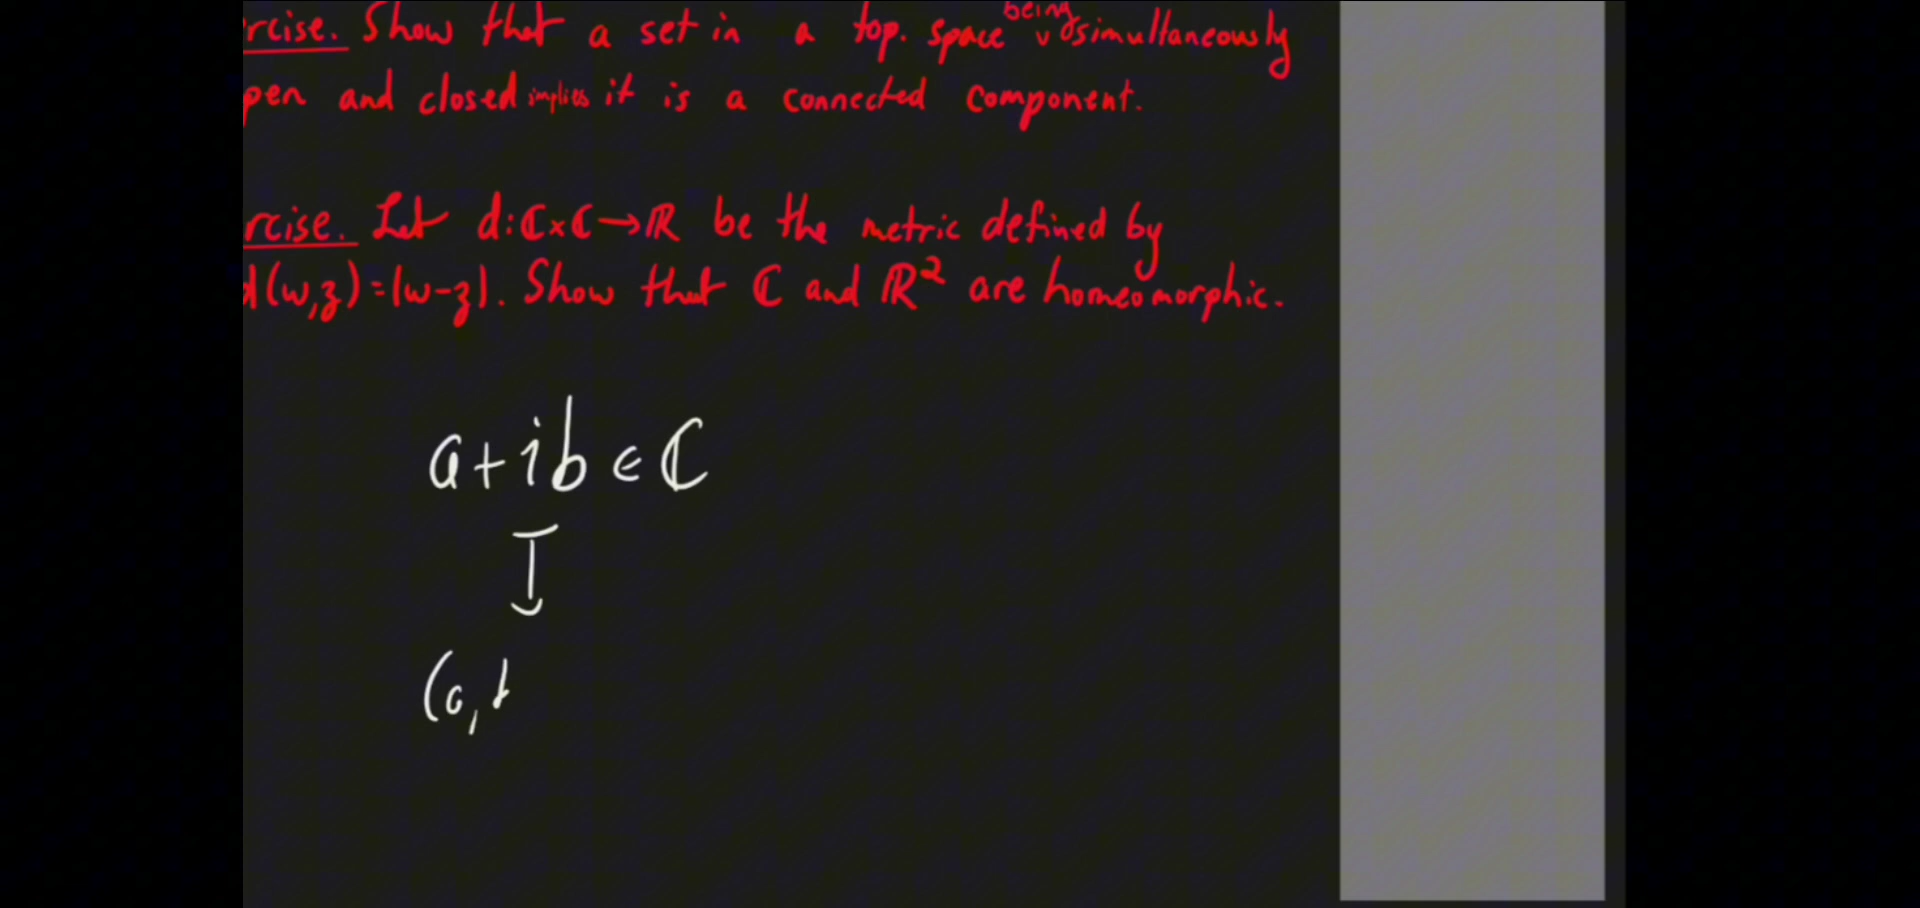 rcise. Show that a set in a top. space being simultaneously
pen and closed implies it is a connected component.
rcise. Let d:ℂ×ℂ→ℝ be the metric defined by
d(w,z)=|w-z|. Show that ℂ and ℝ² are homeomorphic.
a+ib∈ℂ
↧
(a,